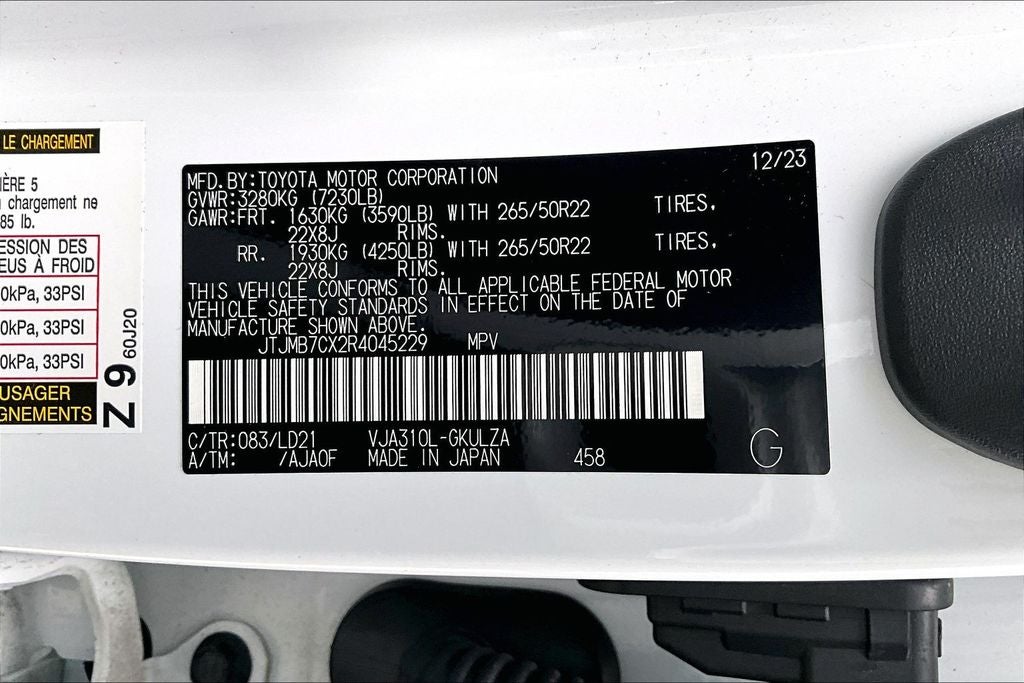 LE CHARGEMENT
IÈRE 5
chargement ne
85 lb.
ESSION DES
EUS À FROID
0kPa, 33PSI
0kPa, 33PSI
0kPa, 33PSI
USAGER
GNEMENTS
Z 9
60J20
12/23
MFD.BY:TOYOTA MOTOR CORPORATION
GVWR:3280KG (7230LB)
GAWR:FRT. 1630KG (3590LB) WITH 265/50R22 TIRES,
22X8J RIMS.
RR. 1930KG (4250LB) WITH 265/50R22 TIRES,
22X8J RIMS.
THIS VEHICLE CONFORMS TO ALL APPLICABLE FEDERAL MOTOR
VEHICLE SAFETY STANDARDS IN EFFECT ON THE DATE OF
MANUFACTURE SHOWN ABOVE.
JTJMB7CX2R4045229 MPV
C/TR:083/LD21 VJA310L-GKULZA
A/TM: /AJA0F MADE IN JAPAN 458
G